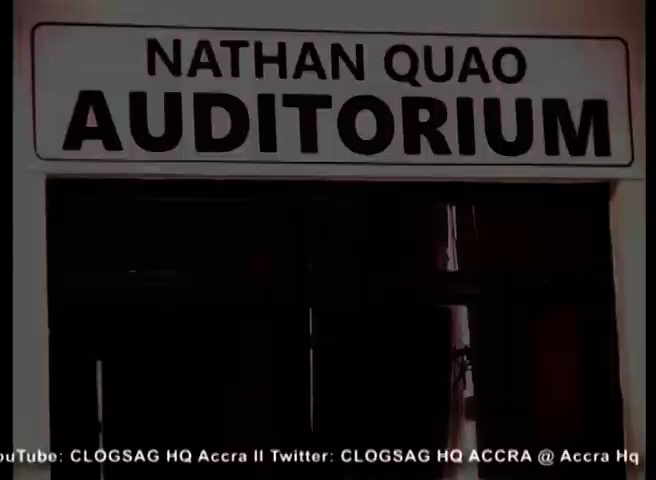 NATHAN QUAO
AUDITORIUM
ouTube: CLOGSAG HQ Accra II Twitter: CLOGSAG HQ ACCRA @ Accra Hq